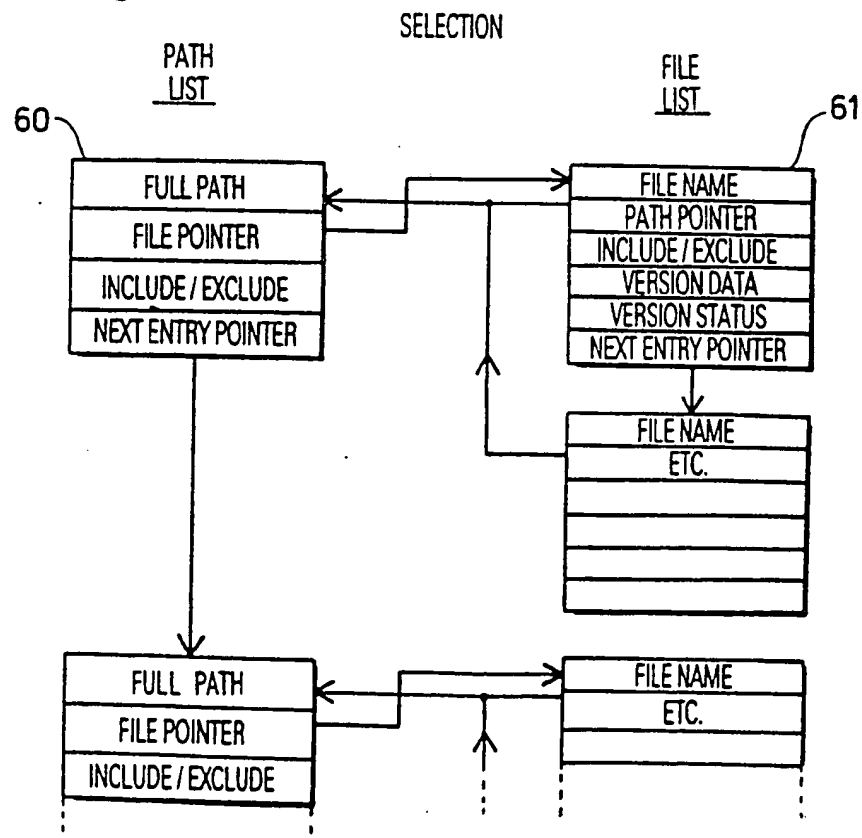 SELECTION
PATH
LIST
FILE
LIST
60
61
FULL PATH
FILE POINTER
INCLUDE / EXCLUDE
NEXT ENTRY POINTER
FILE NAME
PATH POINTER
INCLUDE / EXCLUDE
VERSION DATA
VERSION STATUS
NEXT ENTRY POINTER
FILE NAME
ETC.
FULL PATH
FILE POINTER
INCLUDE / EXCLUDE
FILE NAME
ETC.